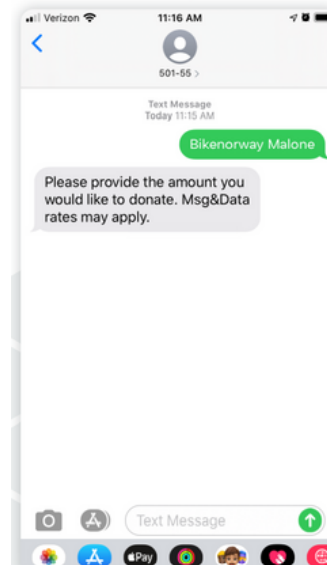 Verizon
11:16 AM
501-55 >
Text Message
Today 11:15 AM
Bikenorway Malone
Please provide the amount you
would like to donate. Msg&Data
rates may apply.
Text Message
Pay